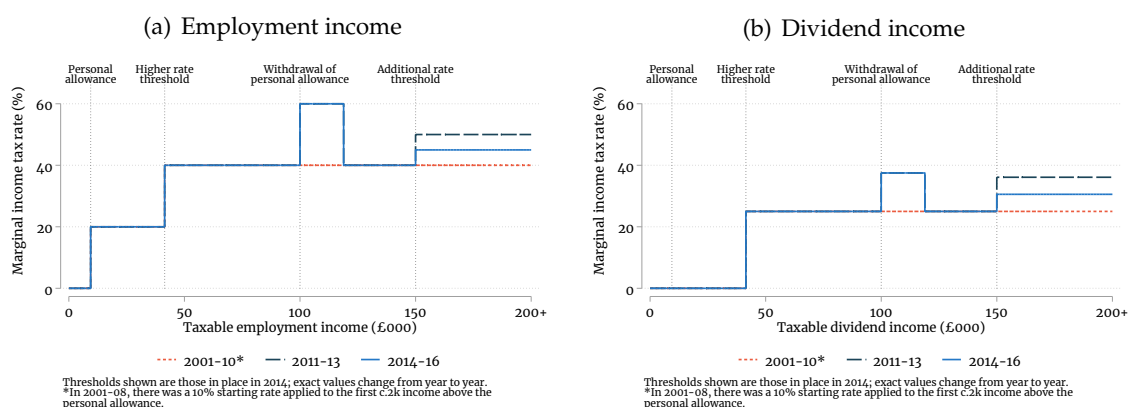 (a) Employment income
Personal allowance
Higher rate threshold
Withdrawal of personal allowance
Additional rate threshold
Marginal income tax rate (%)
60
40
20
0
0 50 100 150 200+
Taxable employment income (£000)
2001-10* 2011-13 2014-16
Thresholds shown are those in place in 2014; exact values change from year to year.
*In 2001-08, there was a 10% starting rate applied to the first c.2k income above the
personal allowance.
(b) Dividend income
Personal allowance
Higher rate threshold
Withdrawal of personal allowance
Additional rate threshold
Marginal income tax rate (%)
60
40
20
0
0 50 100 150 200+
Taxable dividend income (£000)
2001-10* 2011-13 2014-16
Thresholds shown are those in place in 2014; exact values change from year to year.
*In 2001-08, there was a 10% starting rate applied to the first c.2k income above the
personal allowance.